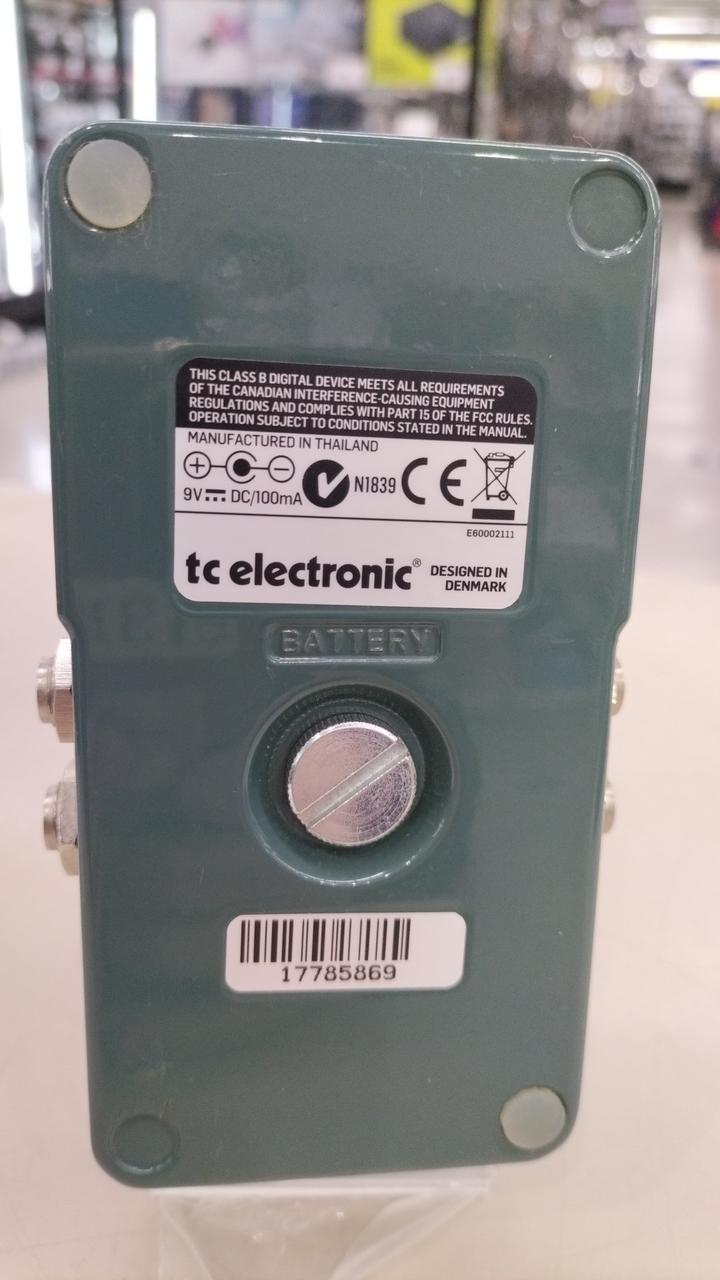 THIS CLASS B DIGITAL DEVICE MEETS ALL REQUIREMENTS
OF THE CANADIAN INTERFERENCE-CAUSING EQUIPMENT
REGULATIONS AND COMPLIES WITH PART 15 OF THE FCC RULES.
OPERATION SUBJECT TO CONDITIONS STATED IN THE MANUAL.
MANUFACTURED IN THAILAND
N1839 CE
9V DC/100mA
E60002111
tc electronic® DESIGNED IN
DENMARK
BATTERY
17785869